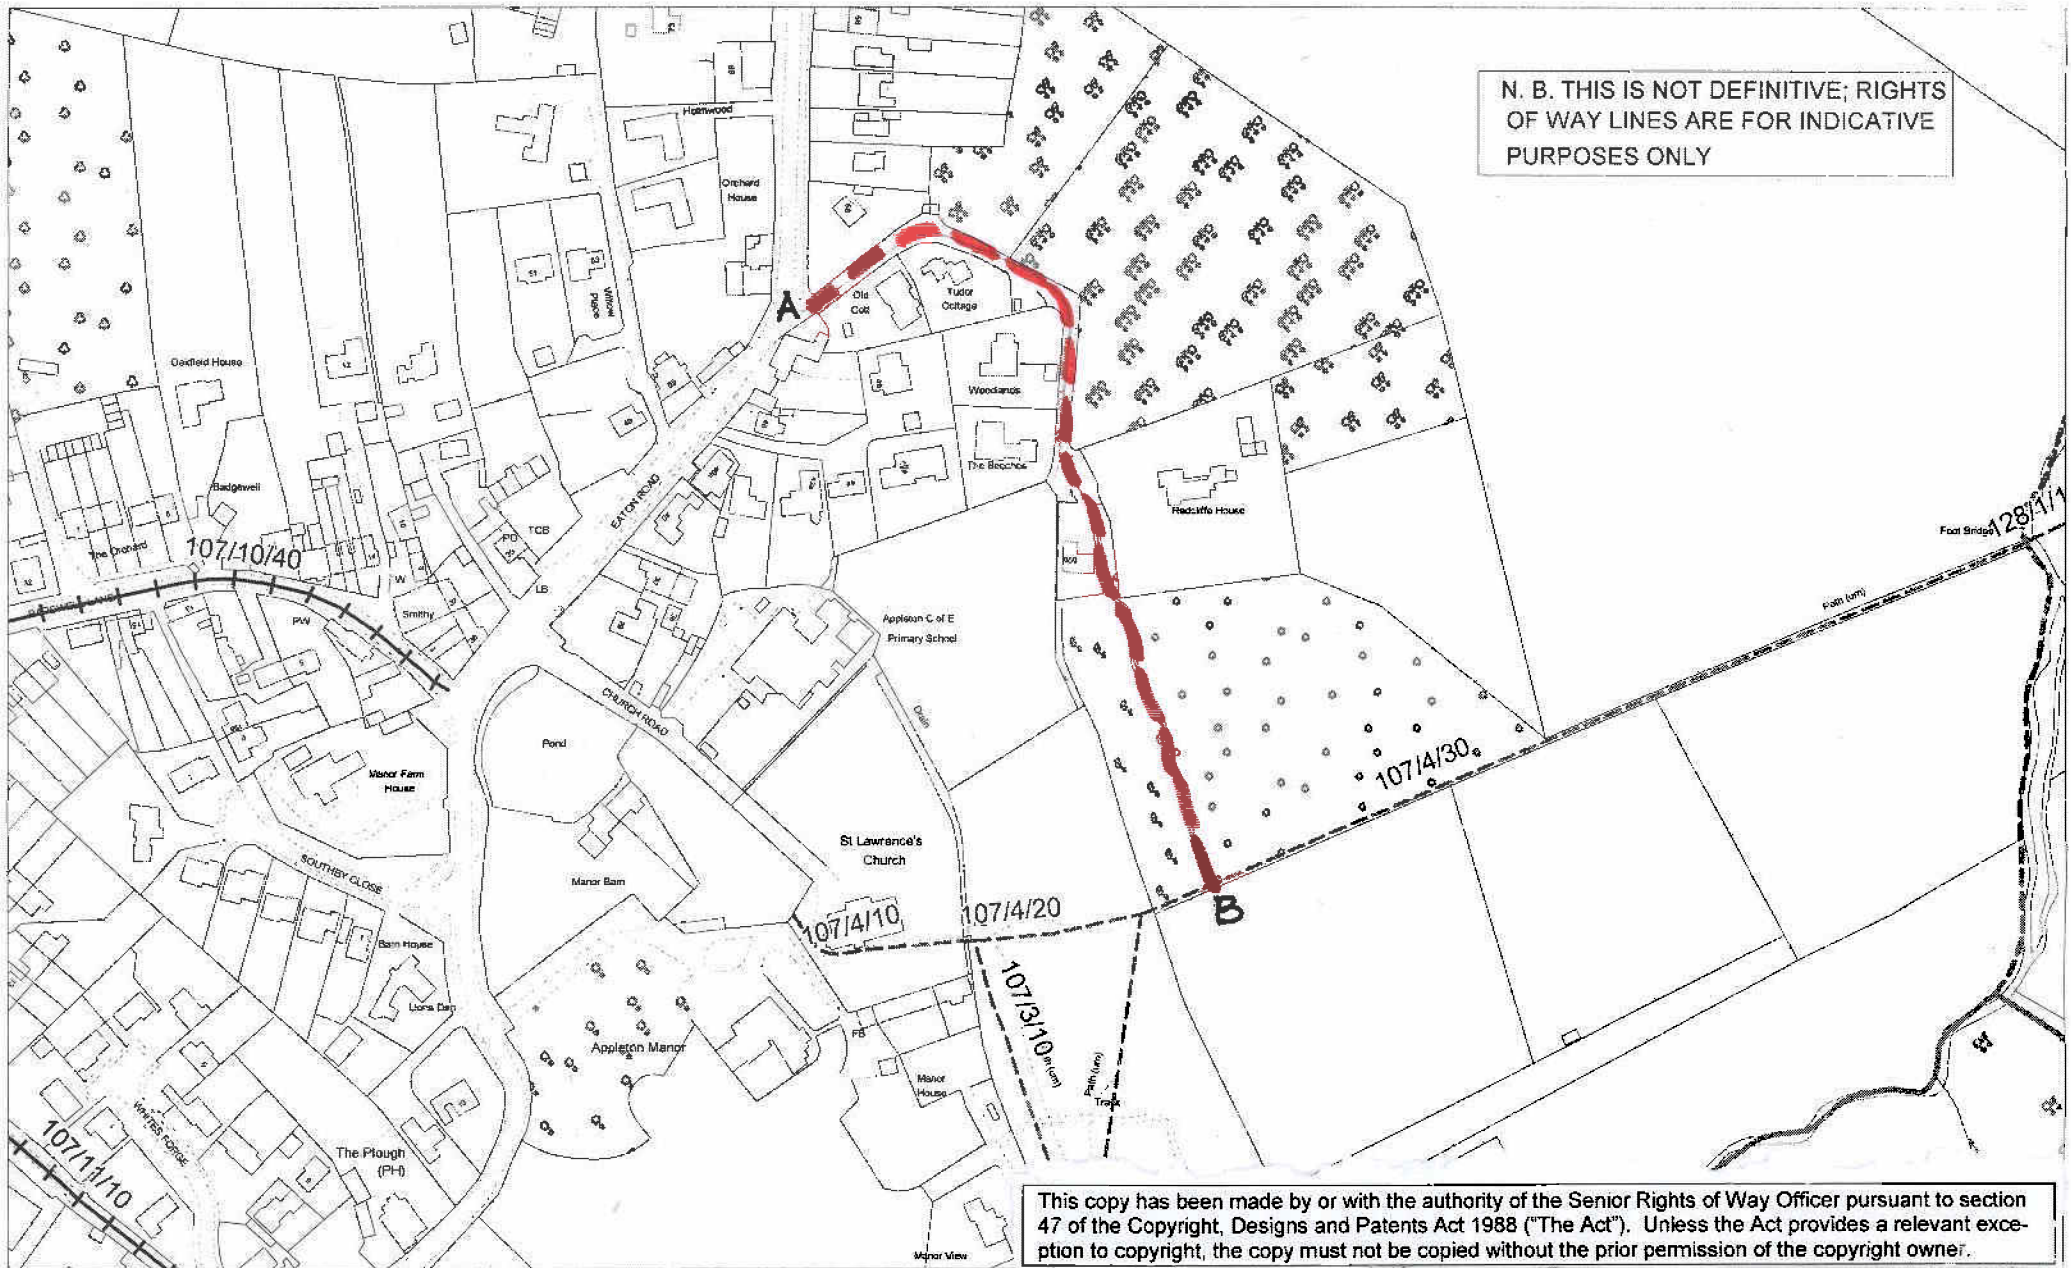 N. B. THIS IS NOT DEFINITIVE; RIGHTS
OF WAY LINES ARE FOR INDICATIVE
PURPOSES ONLY
Holmwood
Orchard
House
Willow
Place
A
Old
Cott
Tudor
Cottage
Oakfield House
Woodlands
The Beeches
Badgewell
EATON ROAD
Redcliffe House
The Orchard
107/10/40
TCB
PO
LB
W
Smithy
PW
Foot Bridge
128/1/1
Path (um)
Appleton C of E
Primary School
CHURCH ROAD
Drain
Pond
Manor Farm
House
107/4/30
St Lawrence's
Church
SOUTHBY CLOSE
Manor Barn
B
107/4/10
107/4/20
Barn House
Lions Den
107/3/10
Path (um)
Track
Appleton Manor
FB
Manor
House
WHITES FORGE
107/11/10
The Plough
(PH)
Manor View
This copy has been made by or with the authority of the Senior Rights of Way Officer pursuant to section
47 of the Copyright, Designs and Patents Act 1988 ("The Act"). Unless the Act provides a relevant exce-
ption to copyright, the copy must not be copied without the prior permission of the copyright owner.